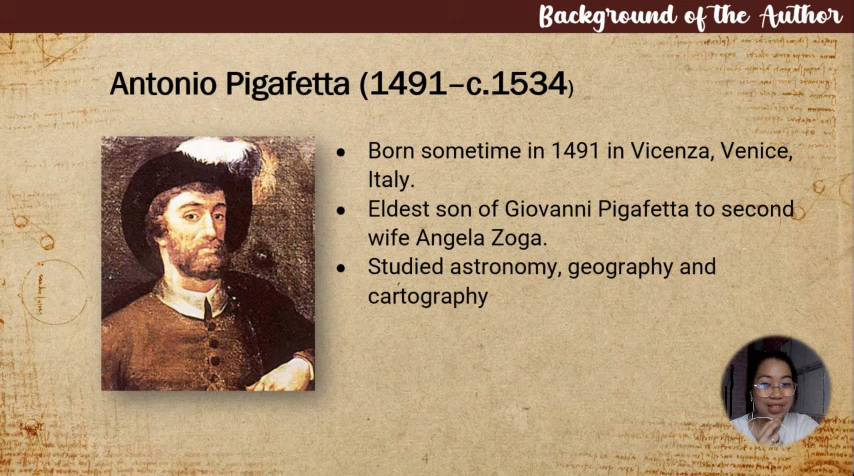 Background of the Author
Antonio Pigafetta (1491–c.1534)
● Born sometime in 1491 in Vicenza, Venice,
Italy.
● Eldest son of Giovanni Pigafetta to second
wife Angela Zoga.
● Studied astronomy, geography and
cartography
4